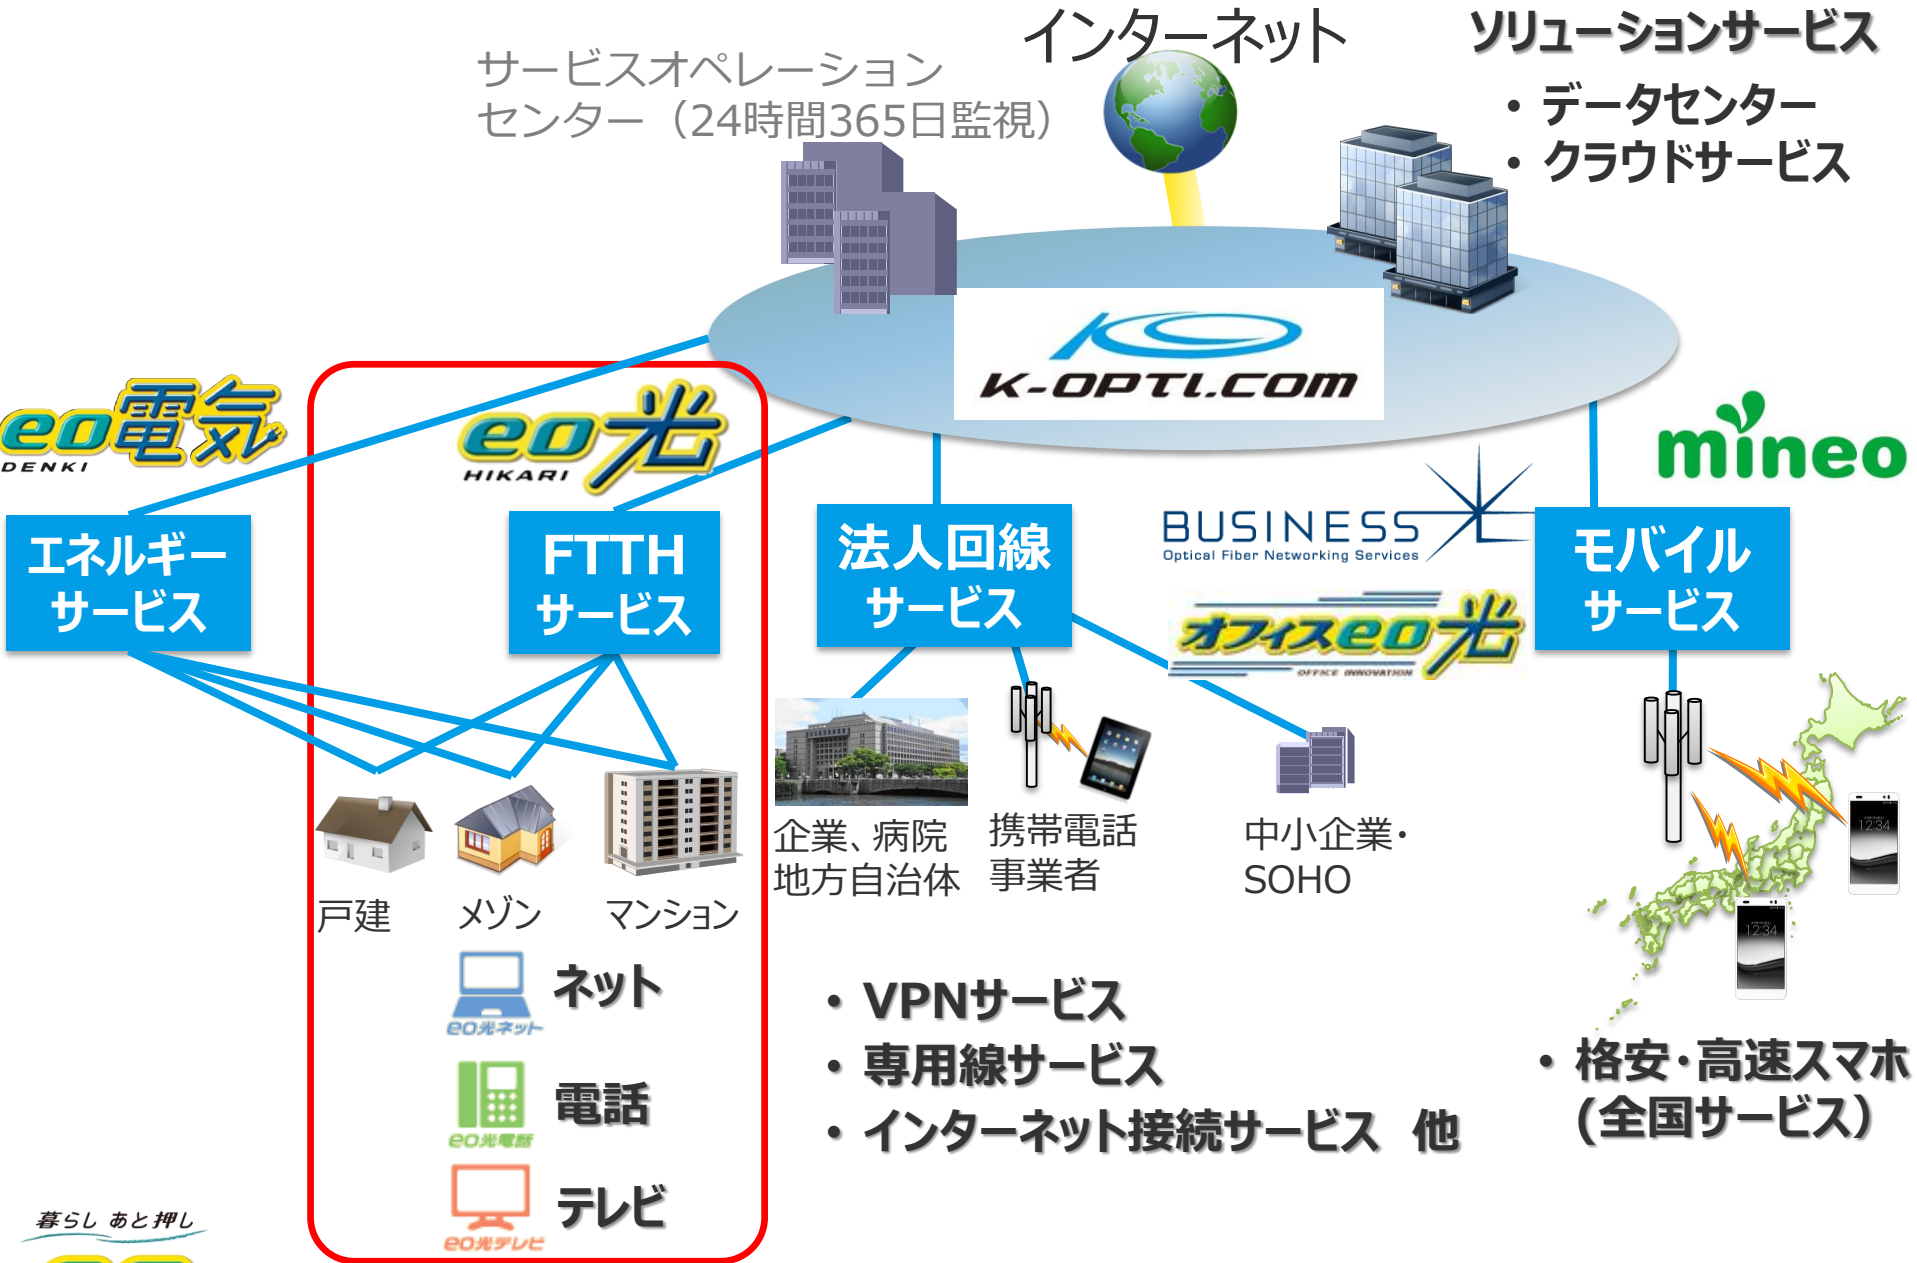 インターネット
ソリューションサービス
・データセンター
・クラウドサービス
サービスオペレーション
センター（24時間365日監視）
K-OPTI.COM
eo電気
DENKI
eo光
HIKARI
mineo
BUSINESS
Optical Fiber Networking Services
オフィスeo光
OFFICE INNOVATION
エネルギー
サービス
FTTH
サービス
法人回線
サービス
モバイル
サービス
戸建
メゾン
マンション
企業、病院
地方自治体
携帯電話
事業者
中小企業・
SOHO
12:34
12:34
ネット
eo光ネット
電話
eo光電話
テレビ
eo光テレビ
・VPNサービス
・専用線サービス
・インターネット接続サービス 他
・格安・高速スマホ
(全国サービス）
暮らし あと押し